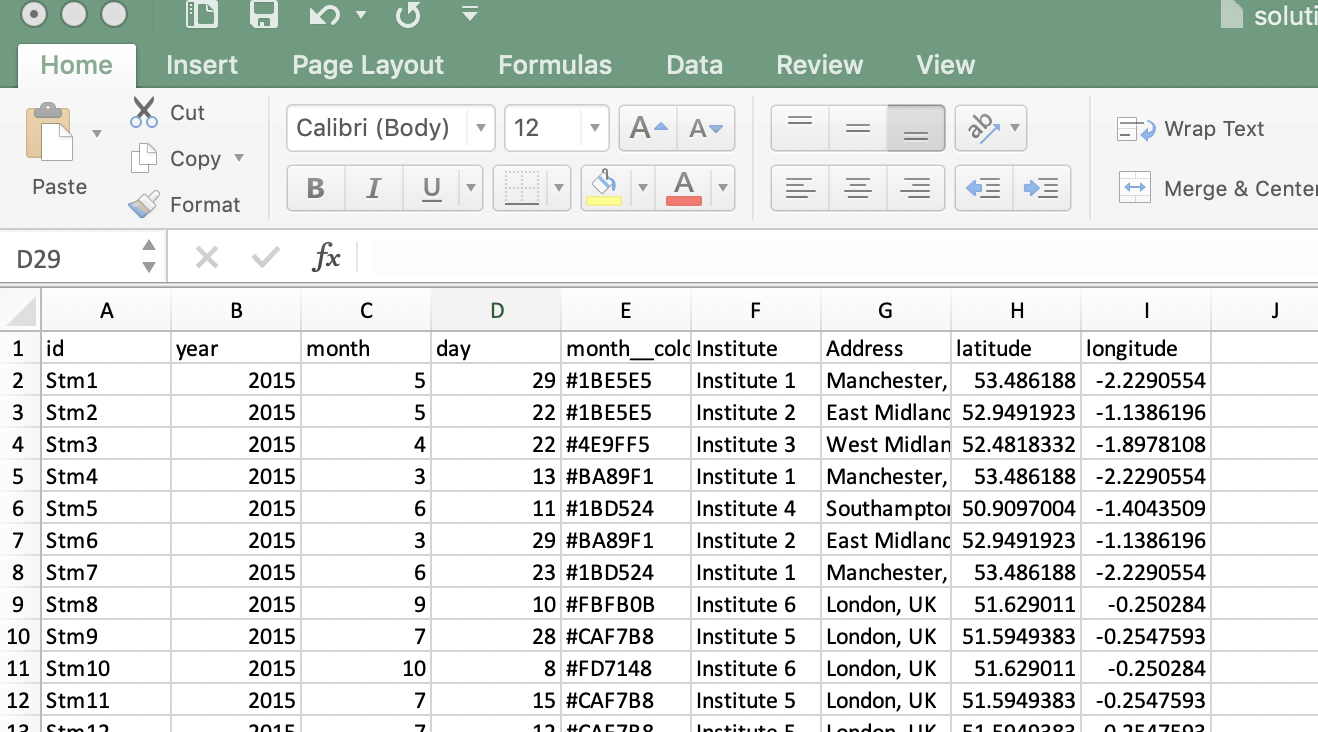 soluti
Home Insert Page Layout Formulas Data Review View
Cut
Calibri (Body) 12 A A ab Wrap Text
Copy
Paste B I U A Merge & Center
Format
D29 fx
A B C D E F G H I J
1 id year month day month__colo Institute Address latitude longitude
2 Stm1 2015 5 29 #1BE5E5 Institute 1 Manchester, 53.486188 -2.2290554
3 Stm2 2015 5 22 #1BE5E5 Institute 2 East Midland 52.9491923 -1.1386196
4 Stm3 2015 4 22 #4E9FF5 Institute 3 West Midlan 52.4818332 -1.8978108
5 Stm4 2015 3 13 #BA89F1 Institute 1 Manchester, 53.486188 -2.2290554
6 Stm5 2015 6 11 #1BD524 Institute 4 Southampton 50.9097004 -1.4043509
7 Stm6 2015 3 29 #BA89F1 Institute 2 East Midland 52.9491923 -1.1386196
8 Stm7 2015 6 23 #1BD524 Institute 1 Manchester, 53.486188 -2.2290554
9 Stm8 2015 9 10 #FBFB0B Institute 6 London, UK 51.629011 -0.250284
10 Stm9 2015 7 28 #CAF7B8 Institute 5 London, UK 51.5949383 -0.2547593
11 Stm10 2015 10 8 #FD7148 Institute 6 London, UK 51.629011 -0.250284
12 Stm11 2015 7 15 #CAF7B8 Institute 5 London, UK 51.5949383 -0.2547593
13 Stm12 2015 7 12 #CAF7B8 Institute 5 London, UK 51.5949383 -0.2547593